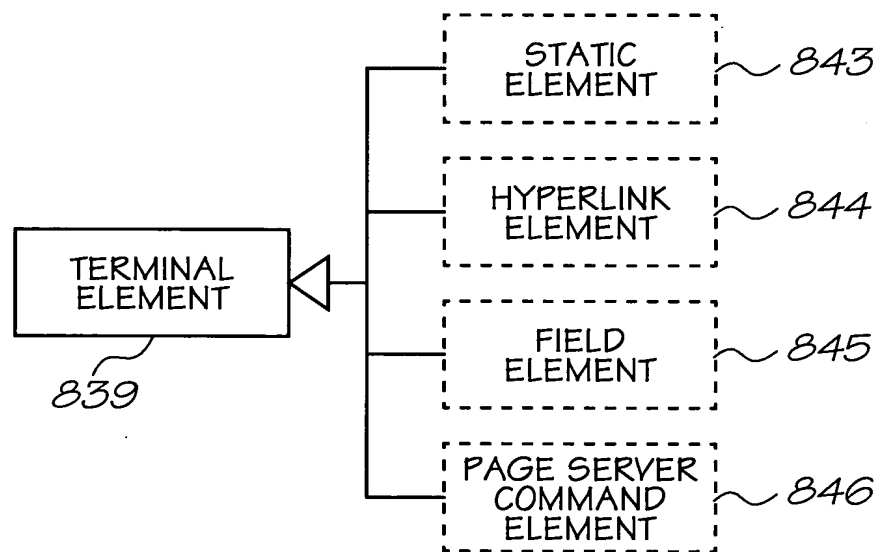 STATIC
ELEMENT
843
HYPERLINK
ELEMENT
844
TERMINAL
ELEMENT
839
FIELD
ELEMENT
845
PAGE SERVER
COMMAND
ELEMENT
846